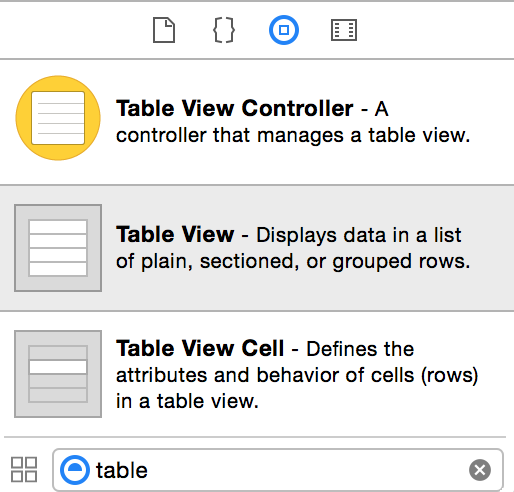 Table View Controller - A
controller that manages a table view.
Table View - Displays data in a list
of plain, sectioned, or grouped rows.
Table View Cell - Defines the
attributes and behavior of cells (rows)
in a table view.
table